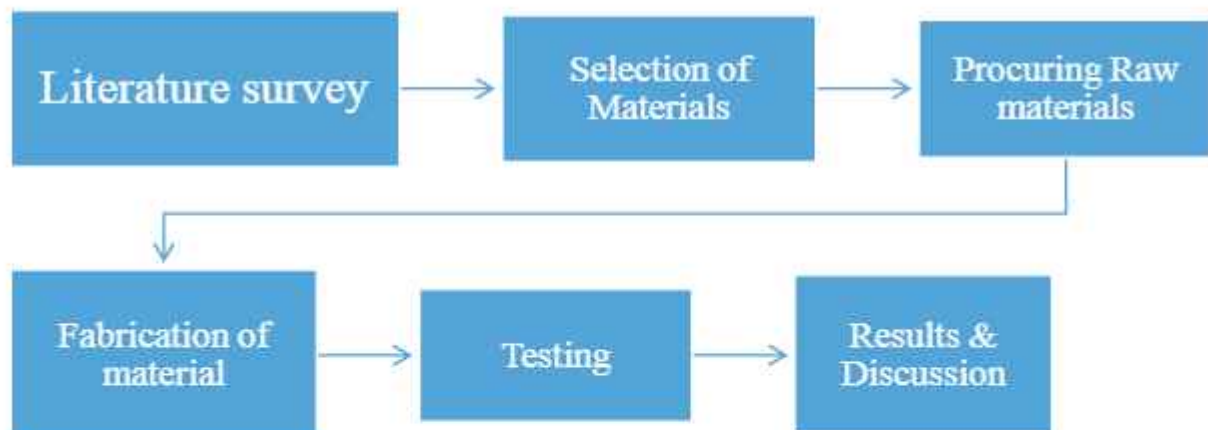 Literature survey
Selection of
Materials
Procuring Raw
materials
Fabrication of
material
Testing
Results &
Discussion